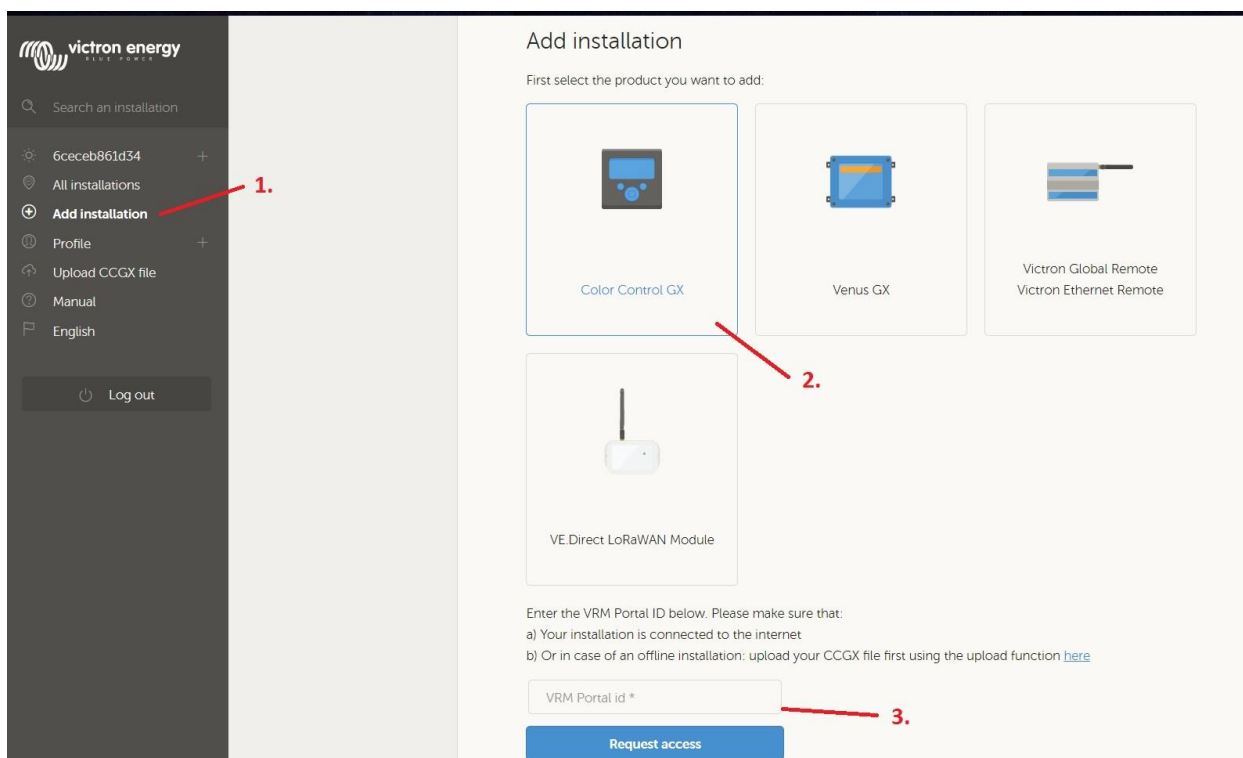 victron energy
BLUE POWER
Search an installation
6ceceb861d34 +
All installations
Add installation
Profile +
Upload CCGX file
Manual
English
Log out
1.
Add installation
First select the product you want to add:
Color Control GX
Venus GX
Victron Global Remote
Victron Ethernet Remote
2.
VE.Direct LoRaWAN Module
Enter the VRM Portal ID below. Please make sure that:
a) Your installation is connected to the internet
b) Or in case of an offline installation: upload your CCGX file first using the upload function here
VRM Portal id *
3.
Request access